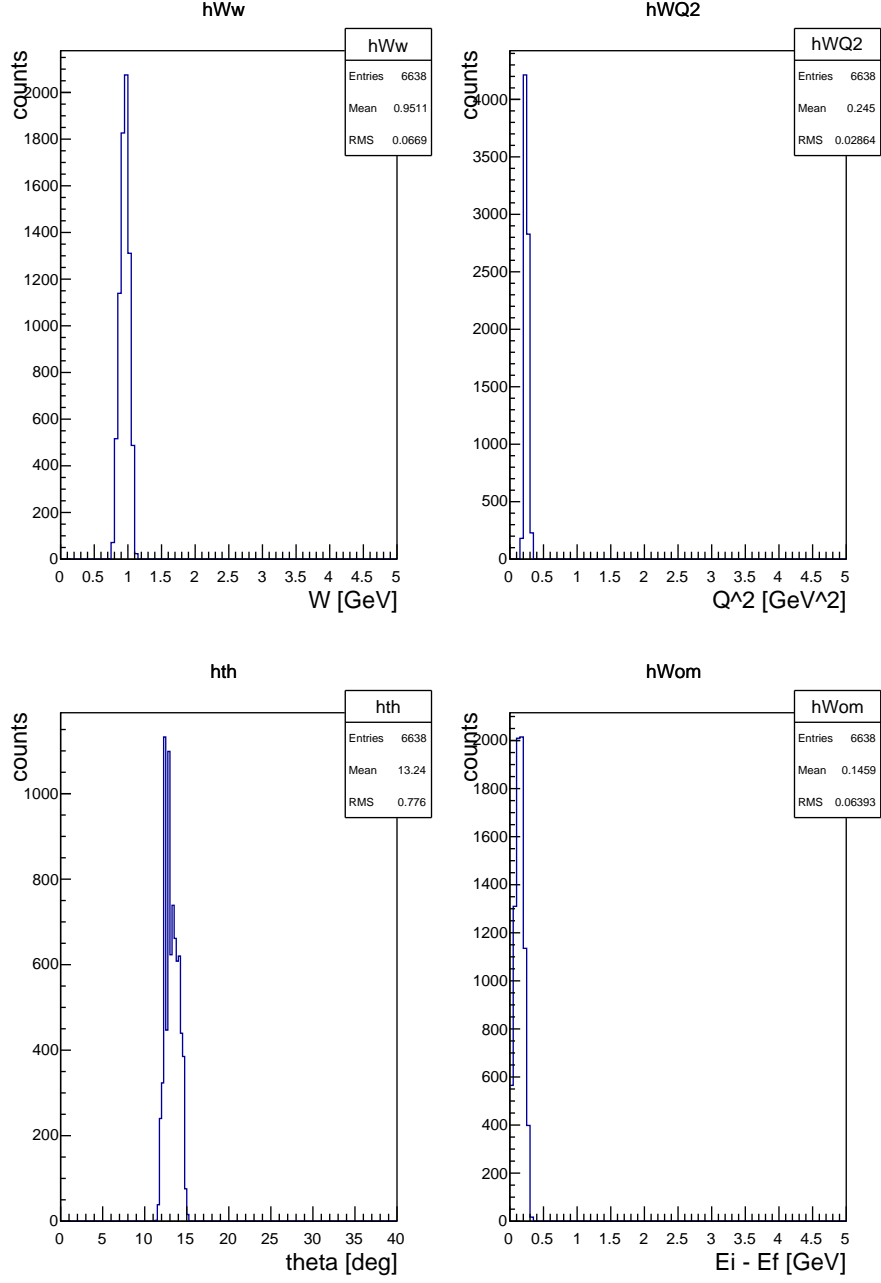 hWw
hWw
Entries 6638
Mean 0.9511
RMS 0.0669
counts
2000
1800
1600
1400
1200
1000
800
600
400
200
0
0 0.5 1 1.5 2 2.5 3 3.5 4 4.5 5
W [GeV]
hWQ2
hWQ2
Entries 6638
Mean 0.245
RMS 0.02864
counts
4000
3500
3000
2500
2000
1500
1000
500
0
0 0.5 1 1.5 2 2.5 3 3.5 4 4.5 5
Q^2 [GeV^2]
hth
hth
Entries 6638
Mean 13.24
RMS 0.776
counts
1000
800
600
400
200
0
0 5 10 15 20 25 30 35 40
theta [deg]
hWom
hWom
Entries 6638
Mean 0.1459
RMS 0.06393
counts
2000
1800
1600
1400
1200
1000
800
600
400
200
0
0 0.5 1 1.5 2 2.5 3 3.5 4 4.5 5
Ei - Ef [GeV]